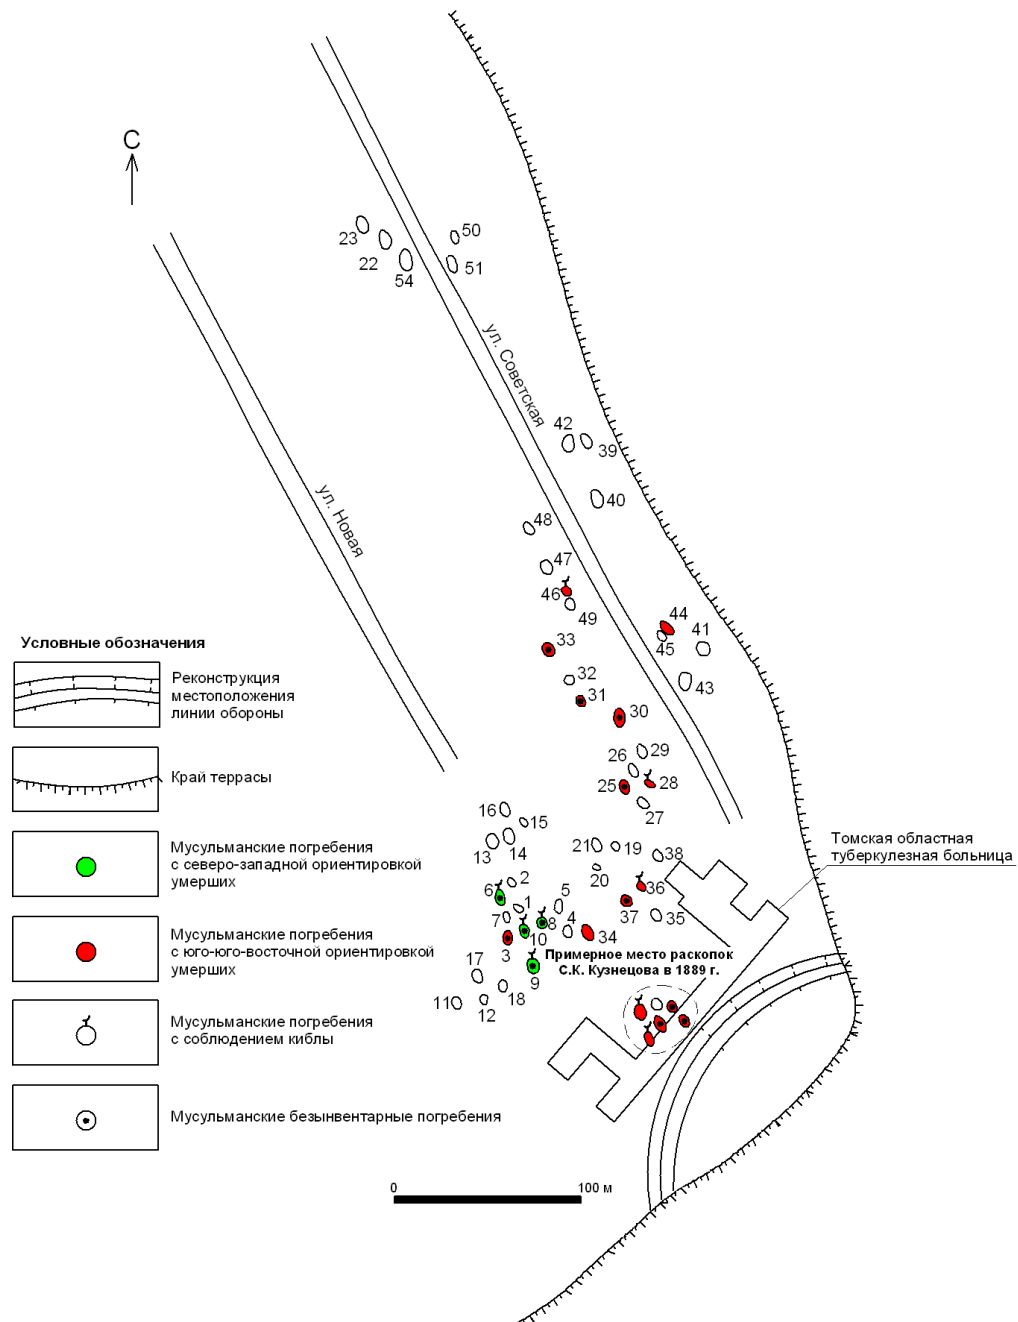 С
50
23
22
51
54
ул. Советская
42
39
40
ул. Новая
48
47
46
49
44
41
45
33
32
43
31
30
Условные обозначения
Реконструкция
местоположения
линии обороны
29
26
25
28
27
Край террасы
16
15
13
14
21
19
38
20
Томская областная
туберкулезная больница
Мусульманские погребения
с северо-западной ориентировкой
умерших
2
6
5
1
36
7
8
4
37
35
3
10
34
Примерное место раскопок
С.К. Кузнецова в 1889 г.
Мусульманские погребения
с юго-юго-восточной ориентировкой
умерших
17
9
18
11
12
Мусульманские погребения
с соблюдением киблы
Мусульманские безынвентарные погребения
0
100 м